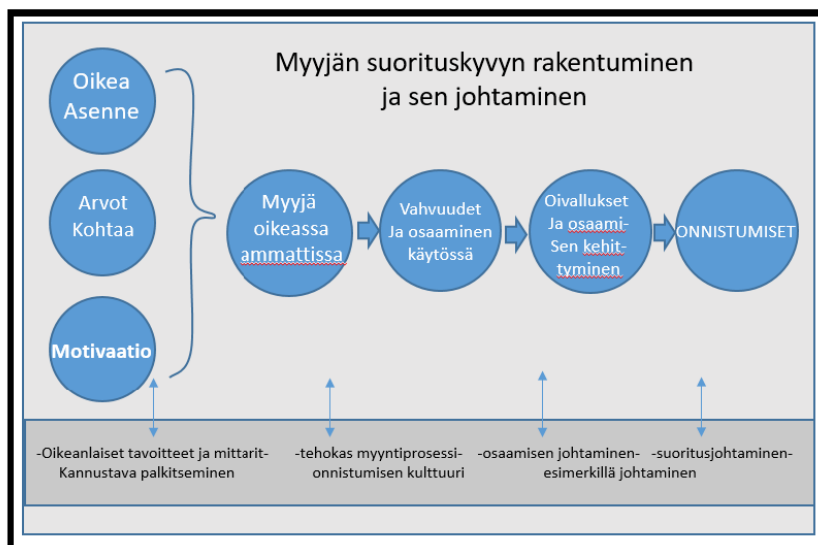 Myyjän suorituskyvyn rakentuminen
ja sen johtaminen
Oikea
Asenne
Arvot
Kohtaa
Motivaatio
Myyjä
oikeassa
ammattissa
Vahvuudet
Ja osaaminen
käytössä
Oivallukset
Ja osaami-
Sen kehit-
tyminen
ONNISTUMISET
-Oikeanlaiset tavoitteet ja mittarit-
Kannustava palkitseminen
-tehokas myyntiprosessi-
onnistumisen kulttuuri
-osaamisen johtaminen-
esimerkillä johtaminen
-suoritusjohtaminen-